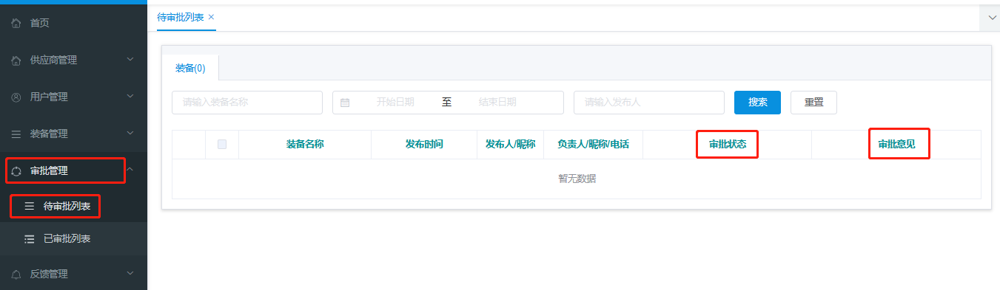 首页
供应商管理
用户管理
装备管理
审批管理
待审批列表
已审批列表
反馈管理
待审批列表 ×
装备(0)
请输入装备名称 开始日期 至 结束日期 请输入发布人 搜索 重置
装备名称 发布时间 发布人/昵称 负责人/昵称/电话 审批状态 审批意见
暂无数据